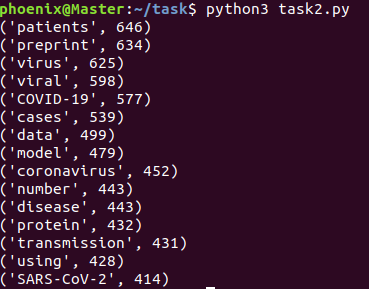 phoenix@Master:~/task$ python3 task2.py
('patients', 646)
('preprint', 634)
('virus', 625)
('viral', 598)
('COVID-19', 577)
('cases', 539)
('data', 499)
('model', 479)
('coronavirus', 452)
('number', 443)
('disease', 443)
('protein', 432)
('transmission', 431)
('using', 428)
('SARS-CoV-2', 414)